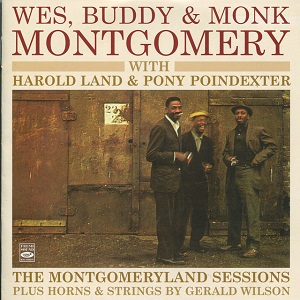 WES, BUDDY & MONK
MONTGOMERY
WITH
HAROLD LAND & PONY POINDEXTER
THE MONTGOMERYLAND SESSIONS
PLUS HORNS & STRINGS BY GERALD WILSON